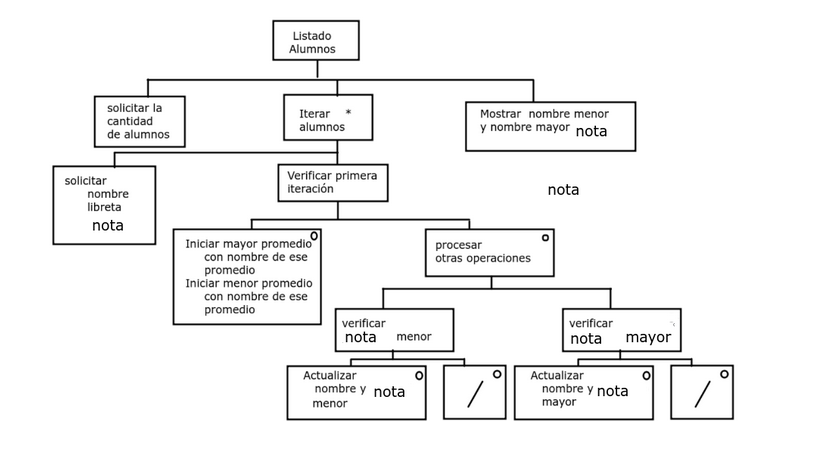 Listado
Alumnos
solicitar la
cantidad
de alumnos
Iterar *
alumnos
Mostrar nombre menor
y nombre mayor nota
solicitar
nombre
libreta
nota
Verificar primera
iteración
nota
Iniciar mayor promedio
con nombre de ese
promedio
Iniciar menor promedio
con nombre de ese
promedio
procesar
otras operaciones
verificar
nota menor
verificar
nota mayor
Actualizar
nombre y nota
menor
/
Actualizar
nombre y nota
mayor
/